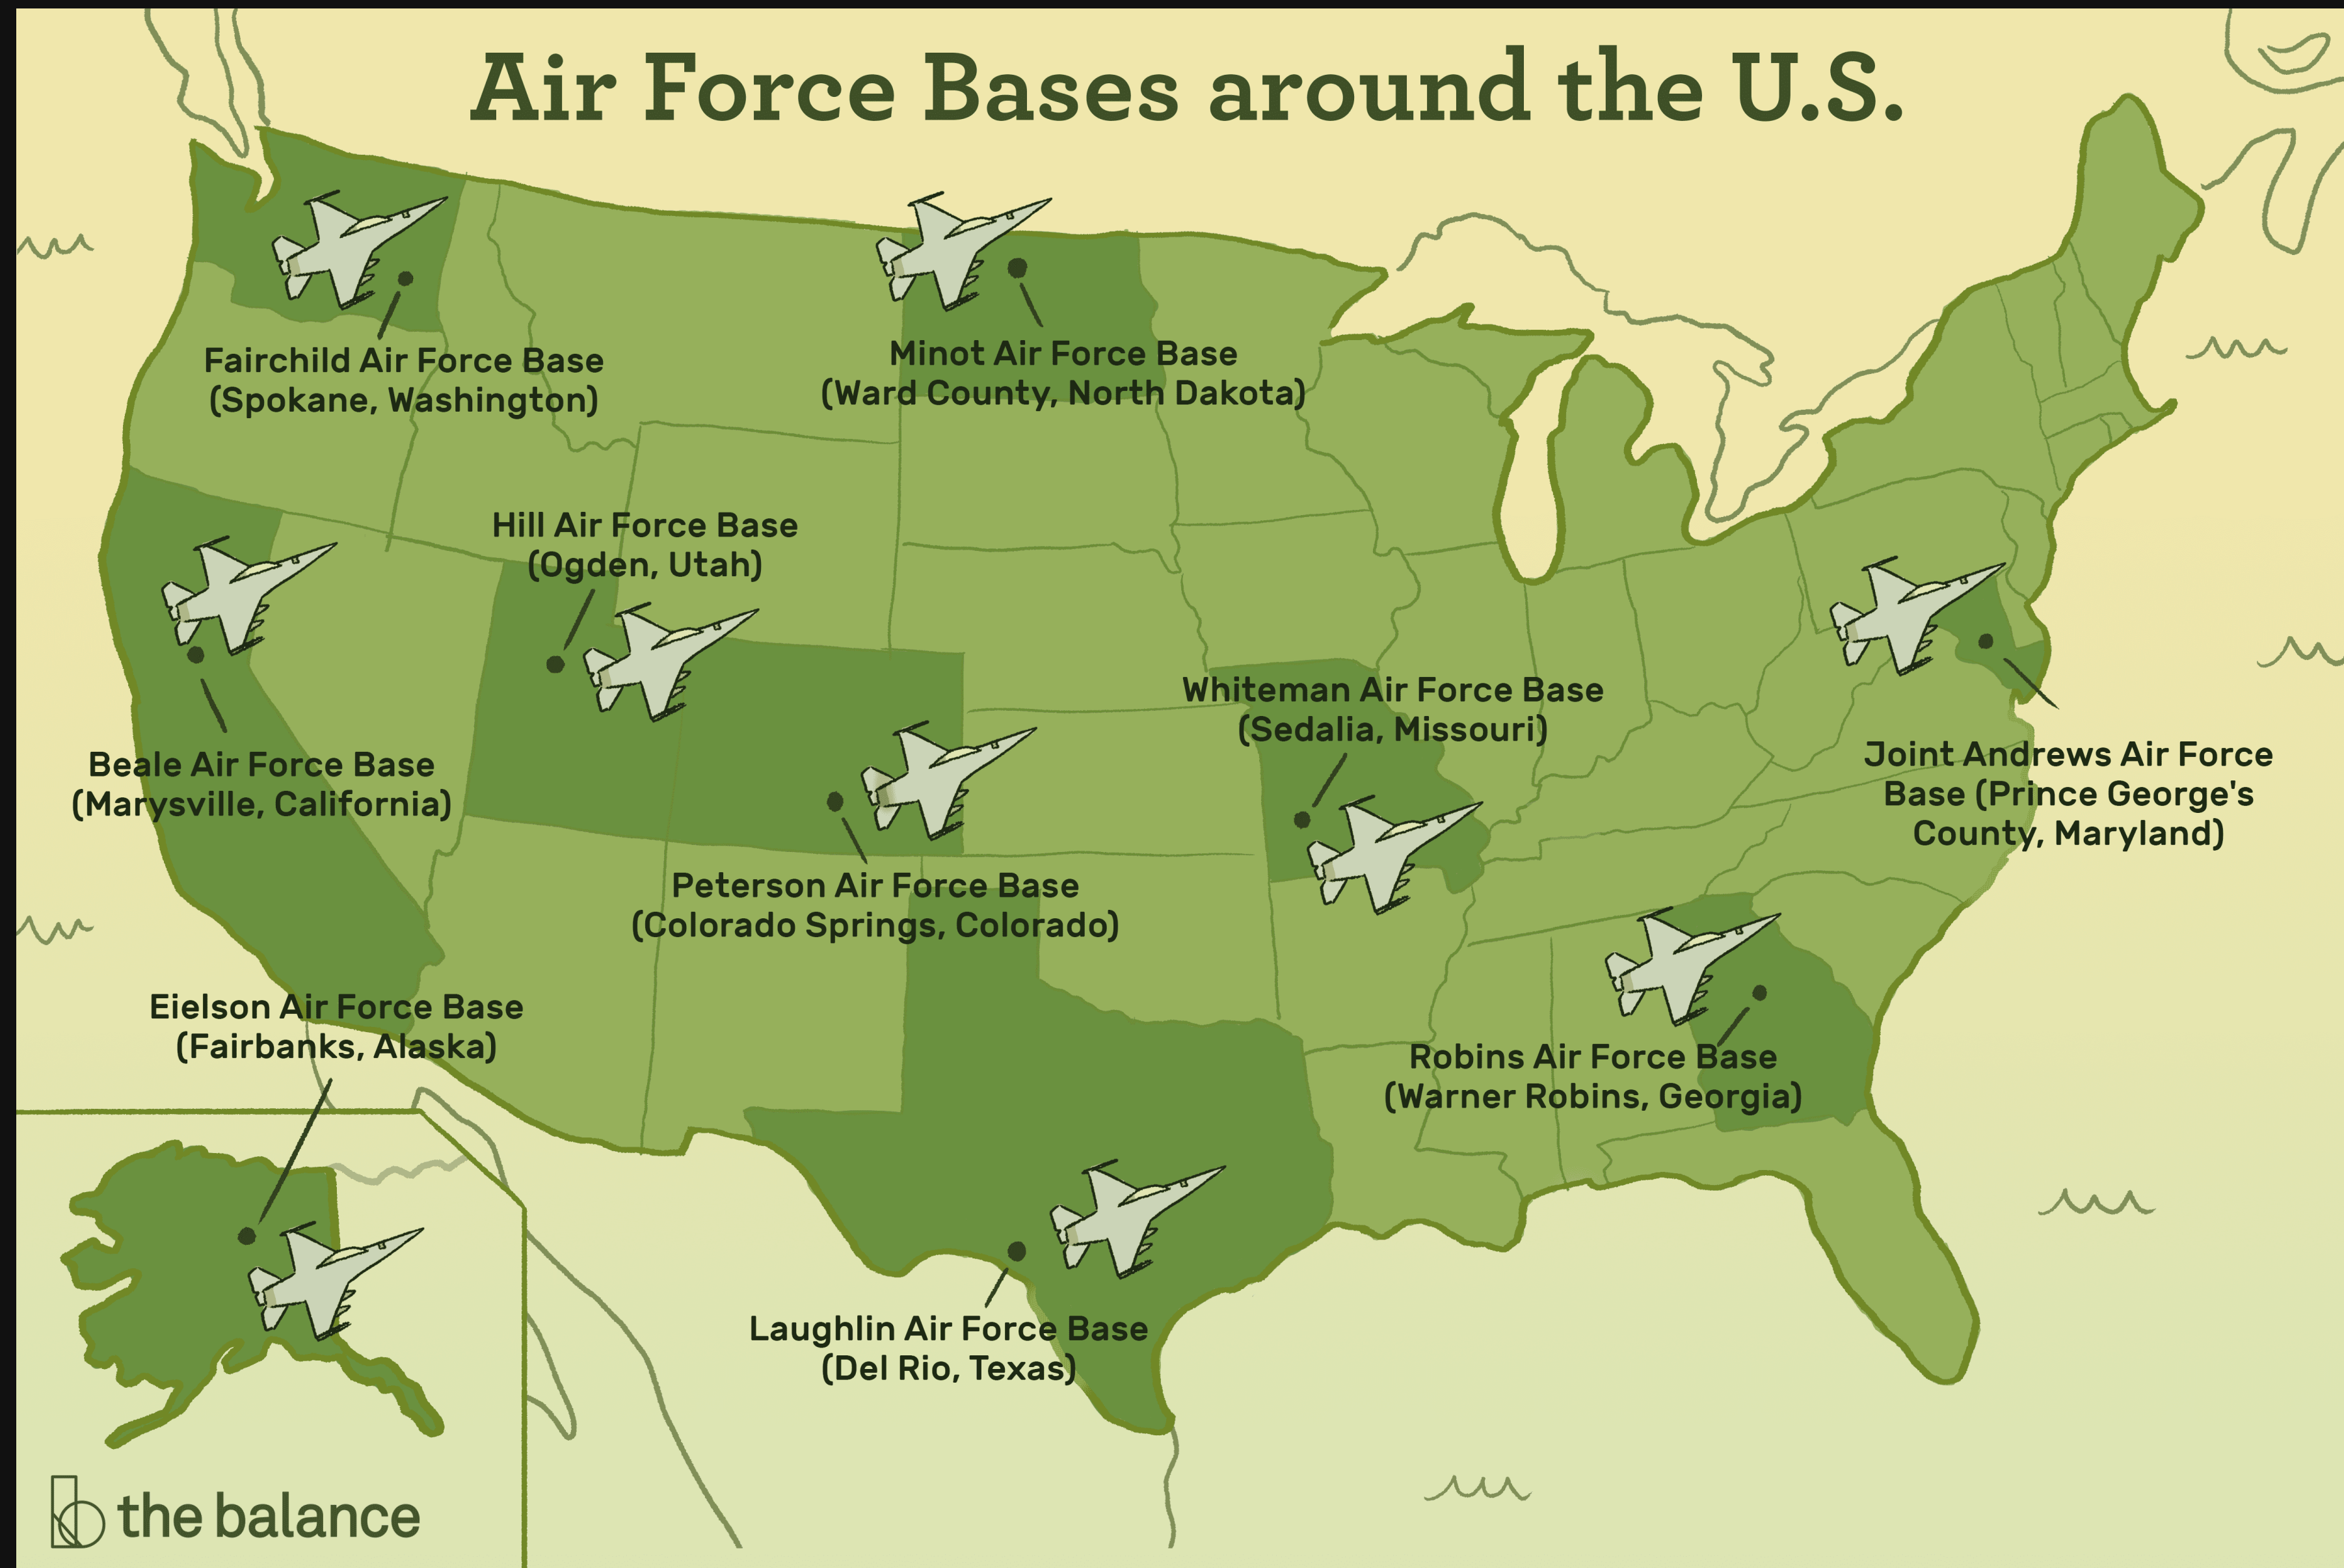 Air Force Bases around the U.S.
Fairchild Air Force Base
(Spokane, Washington)
Minot Air Force Base
(Ward County, North Dakota)
Hill Air Force Base
(Ogden, Utah)
Whiteman Air Force Base
(Sedalia, Missouri)
Beale Air Force Base
(Marysville, California)
Joint Andrews Air Force
Base (Prince George's
County, Maryland)
Peterson Air Force Base
(Colorado Springs, Colorado)
Eielson Air Force Base
(Fairbanks, Alaska)
Robins Air Force Base
(Warner Robins, Georgia)
Laughlin Air Force Base
(Del Rio, Texas)
the balance